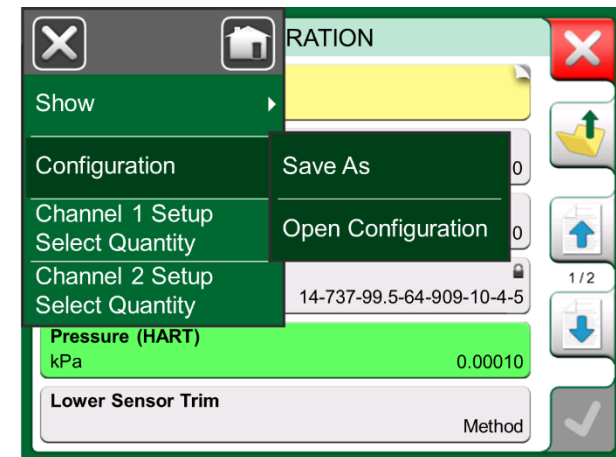 RATION
Show
Configuration
Save As
0
Channel 1 Setup
Select Quantity
Open Configuration
0
Channel 2 Setup
Select Quantity
14-737-99.5-64-909-10-4-5
1/2
Pressure (HART)
kPa
0.00010
Lower Sensor Trim
Method